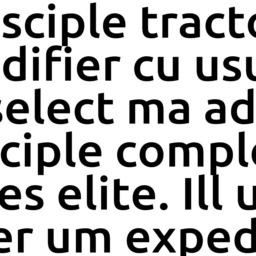 sciple tracto
difier cu usu
select ma ad
ciple comple
es elite. Ill u
er um exped